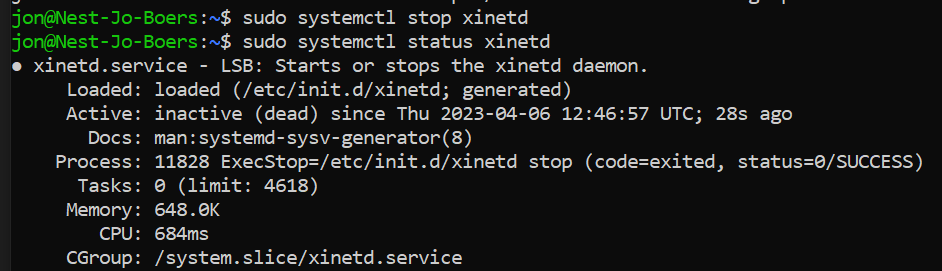 jon@Nest-Jo-Boers:~$ sudo systemctl stop xinetd
jon@Nest-Jo-Boers:~$ sudo systemctl status xinetd
● xinetd.service - LSB: Starts or stops the xinetd daemon.
Loaded: loaded (/etc/init.d/xinetd; generated)
Active: inactive (dead) since Thu 2023-04-06 12:46:57 UTC; 28s ago
Docs: man:systemd-sysv-generator(8)
Process: 11828 ExecStop=/etc/init.d/xinetd stop (code=exited, status=0/SUCCESS)
Tasks: 0 (limit: 4618)
Memory: 648.0K
CPU: 684ms
CGroup: /system.slice/xinetd.service